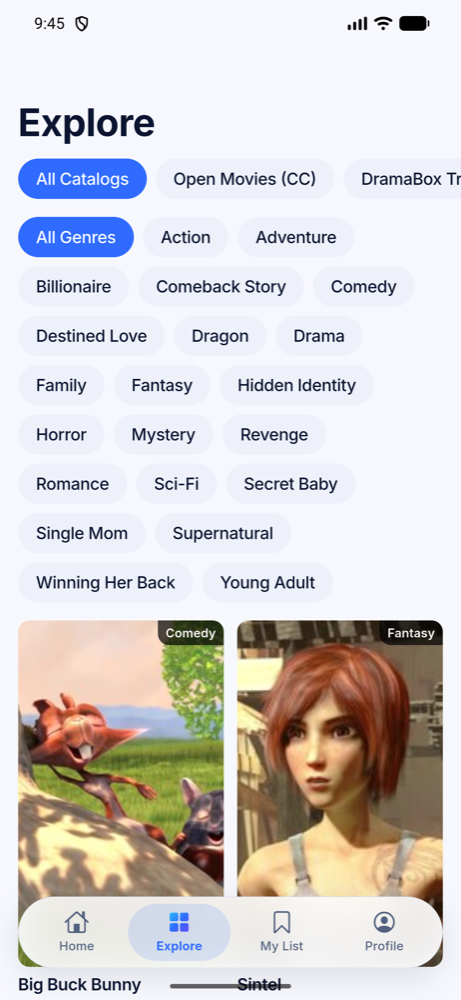 9:45
Explore
All Catalogs Open Movies (CC) DramaBox Tr
All Genres Action Adventure
Billionaire Comeback Story Comedy
Destined Love Dragon Drama
Family Fantasy Hidden Identity
Horror Mystery Revenge
Romance Sci-Fi Secret Baby
Single Mom Supernatural
Winning Her Back Young Adult
Comedy Fantasy
Home Explore My List Profile
Big Buck Bunny Sintel